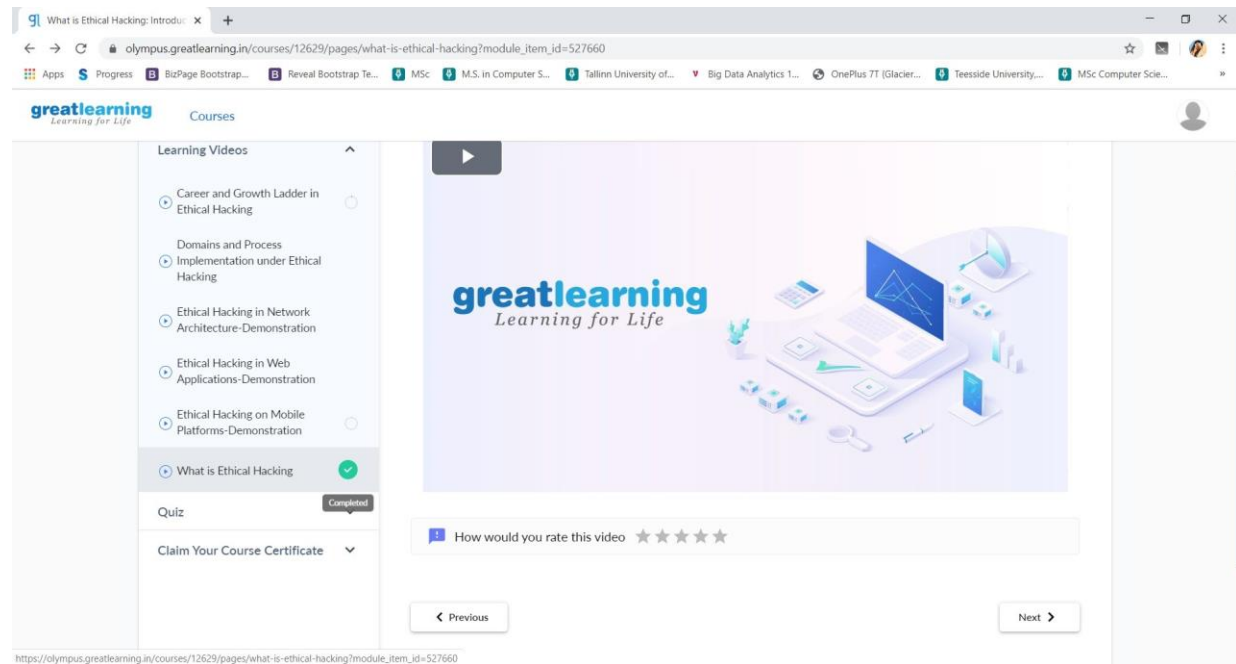 What is Ethical Hacking: Introduc
olympus.greatlearning.in/courses/12629/pages/what-is-ethical-hacking?module_item_id=527660
Apps Progress BizPage Bootstrap... Reveal Bootstrap Te... MSc M.S. in Computer S... Tallinn University of... Big Data Analytics 1... OnePlus 7T (Glacier... Teesside University,... MSc Computer Scie... »
greatlearning
Learning for Life
Courses
Learning Videos
Career and Growth Ladder in
Ethical Hacking
Domains and Process
Implementation under Ethical
Hacking
Ethical Hacking in Network
Architecture-Demonstration
Ethical Hacking in Web
Applications-Demonstration
Ethical Hacking on Mobile
Platforms-Demonstration
What is Ethical Hacking
Completed
Quiz
Claim Your Course Certificate
greatlearning
Learning for Life
How would you rate this video
Previous
Next
https://olympus.greatlearning.in/courses/12629/pages/what-is-ethical-hacking?module_item_id=527660